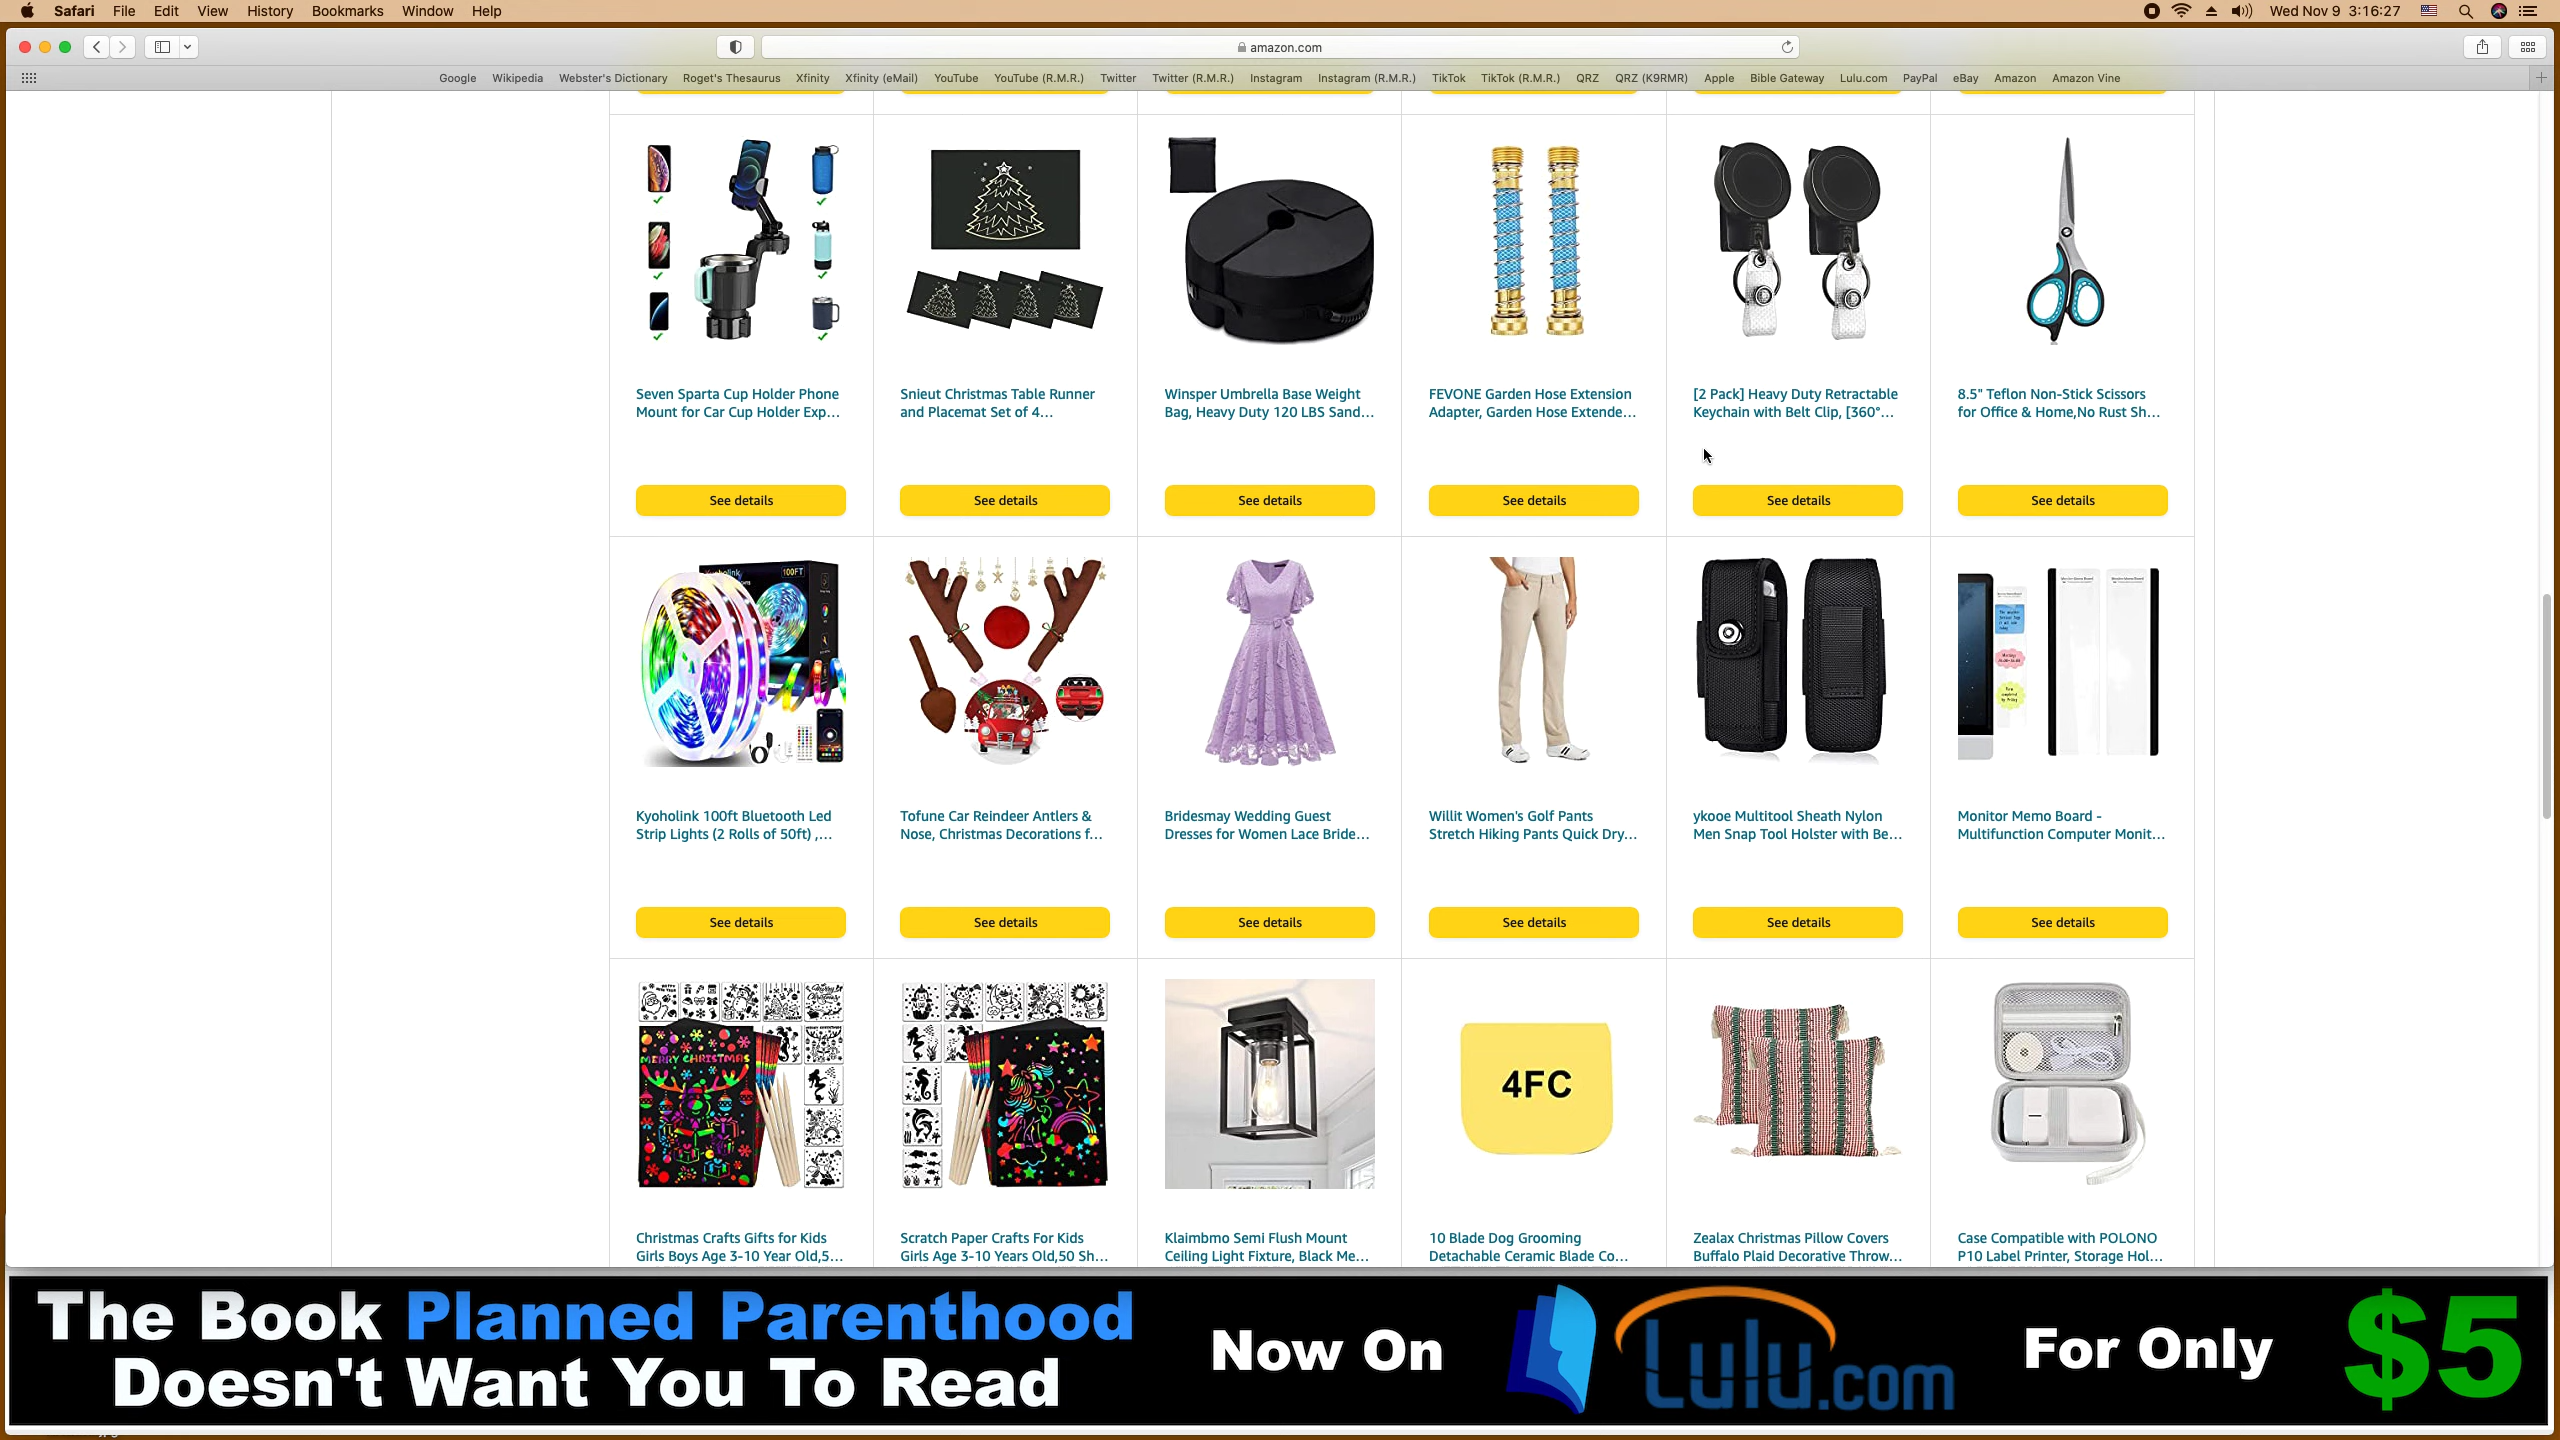 Safari File Edit View History Bookmarks Window Help
Wed Nov 9 3:16:27
amazon.com
Google Wikipedia Webster's Dictionary Roget's Thesaurus Xfinity Xfinity (eMail) YouTube YouTube (R.M.R.) Twitter Twitter (R.M.R.) Instagram Instagram (R.M.R.) TikTok TikTok (R.M.R.) QRZ QRZ (K9RMR) Apple Bible Gateway Lulu.com PayPal eBay Amazon Amazon Vine
Seven Sparta Cup Holder Phone
Mount for Car Cup Holder Exp...
Snieut Christmas Table Runner
and Placemat Set of 4...
Winsper Umbrella Base Weight
Bag, Heavy Duty 120 LBS Sand...
FEVONE Garden Hose Extension
Adapter, Garden Hose Extende...
[2 Pack] Heavy Duty Retractable
Keychain with Belt Clip, [360°...
8.5" Teflon Non-Stick Scissors
for Office & Home,No Rust Sh...
See details See details See details See details See details See details
100FT
Kyoholink 100ft Bluetooth Led
Strip Lights (2 Rolls of 50ft) ,...
Tofune Car Reindeer Antlers &
Nose, Christmas Decorations f...
Bridesmay Wedding Guest
Dresses for Women Lace Bride...
Willit Women's Golf Pants
Stretch Hiking Pants Quick Dry...
ykooe Multitool Sheath Nylon
Men Snap Tool Holster with Be...
Monitor Memo Board -
Multifunction Computer Monit...
See details See details See details See details See details See details
MERRY CHRISTMAS
4FC
Christmas Crafts Gifts for Kids
Girls Boys Age 3-10 Year Old,5...
Scratch Paper Crafts For Kids
Girls Age 3-10 Years Old,50 Sh...
Klaimbmo Semi Flush Mount
Ceiling Light Fixture, Black Me...
10 Blade Dog Grooming
Detachable Ceramic Blade Co...
Zealax Christmas Pillow Covers
Buffalo Plaid Decorative Throw...
Case Compatible with POLONO
P10 Label Printer, Storage Hol...
The Book Planned Parenthood
Doesn't Want You To Read
Now On
Lulu.com
For Only
$5